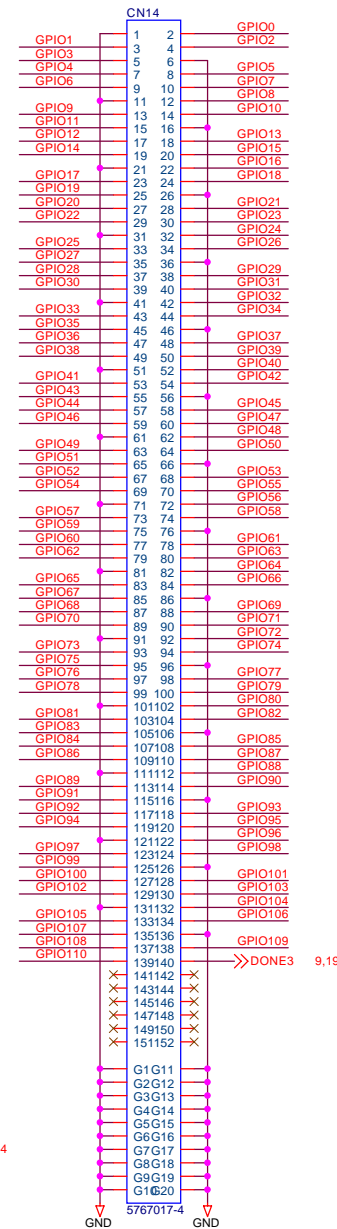 CN14
1 2 GPIO0
GPIO1 3 4 GPIO2
GPIO3 5 6
GPIO4 7 8 GPIO5
GPIO6 9 10 GPIO7
11 12 GPIO8
GPIO9 13 14 GPIO10
GPIO11 15 16
GPIO12 17 18 GPIO13
GPIO14 19 20 GPIO15
21 22 GPIO16
GPIO17 23 24 GPIO18
GPIO19 25 26
GPIO20 27 28 GPIO21
GPIO22 29 30 GPIO23
31 32 GPIO24
GPIO25 33 34 GPIO26
GPIO27 35 36
GPIO28 37 38 GPIO29
GPIO30 39 40 GPIO31
41 42 GPIO32
GPIO33 43 44 GPIO34
GPIO35 45 46
GPIO36 47 48 GPIO37
GPIO38 49 50 GPIO39
51 52 GPIO40
GPIO41 53 54 GPIO42
GPIO43 55 56
GPIO44 57 58 GPIO45
GPIO46 59 60 GPIO47
61 62 GPIO48
GPIO49 63 64 GPIO50
GPIO51 65 66
GPIO52 67 68 GPIO53
GPIO54 69 70 GPIO55
71 72 GPIO56
GPIO57 73 74 GPIO58
GPIO59 75 76
GPIO60 77 78 GPIO61
GPIO62 79 80 GPIO63
81 82 GPIO64
GPIO65 83 84 GPIO66
GPIO67 85 86
GPIO68 87 88 GPIO69
GPIO70 89 90 GPIO71
91 92 GPIO72
GPIO73 93 94 GPIO74
GPIO75 95 96
GPIO76 97 98 GPIO77
GPIO78 99 100 GPIO79
101 102 GPIO80
GPIO81 103 104 GPIO82
GPIO83 105 106
GPIO84 107 108 GPIO85
GPIO86 109 110 GPIO87
111 112 GPIO88
GPIO89 113 114 GPIO90
GPIO91 115 116
GPIO92 117 118 GPIO93
GPIO94 119 120 GPIO95
121 122 GPIO96
GPIO97 123 124 GPIO98
GPIO99 125 126
GPIO100 127 128 GPIO101
GPIO102 129 130 GPIO103
131 132 GPIO104
GPIO105 133 134 GPIO106
GPIO107 135 136
GPIO108 137 138 GPIO109
GPIO110 139 140 DONE3 9,19
141 142
143 144
145 146
147 148
149 150
151 152
G1 G11
G2 G12
G3 G13
G4 G14
G5 G15
G6 G16
4 G7 G17
G8 G18
G9 G19
G10 G20
5767017-4
GND GND